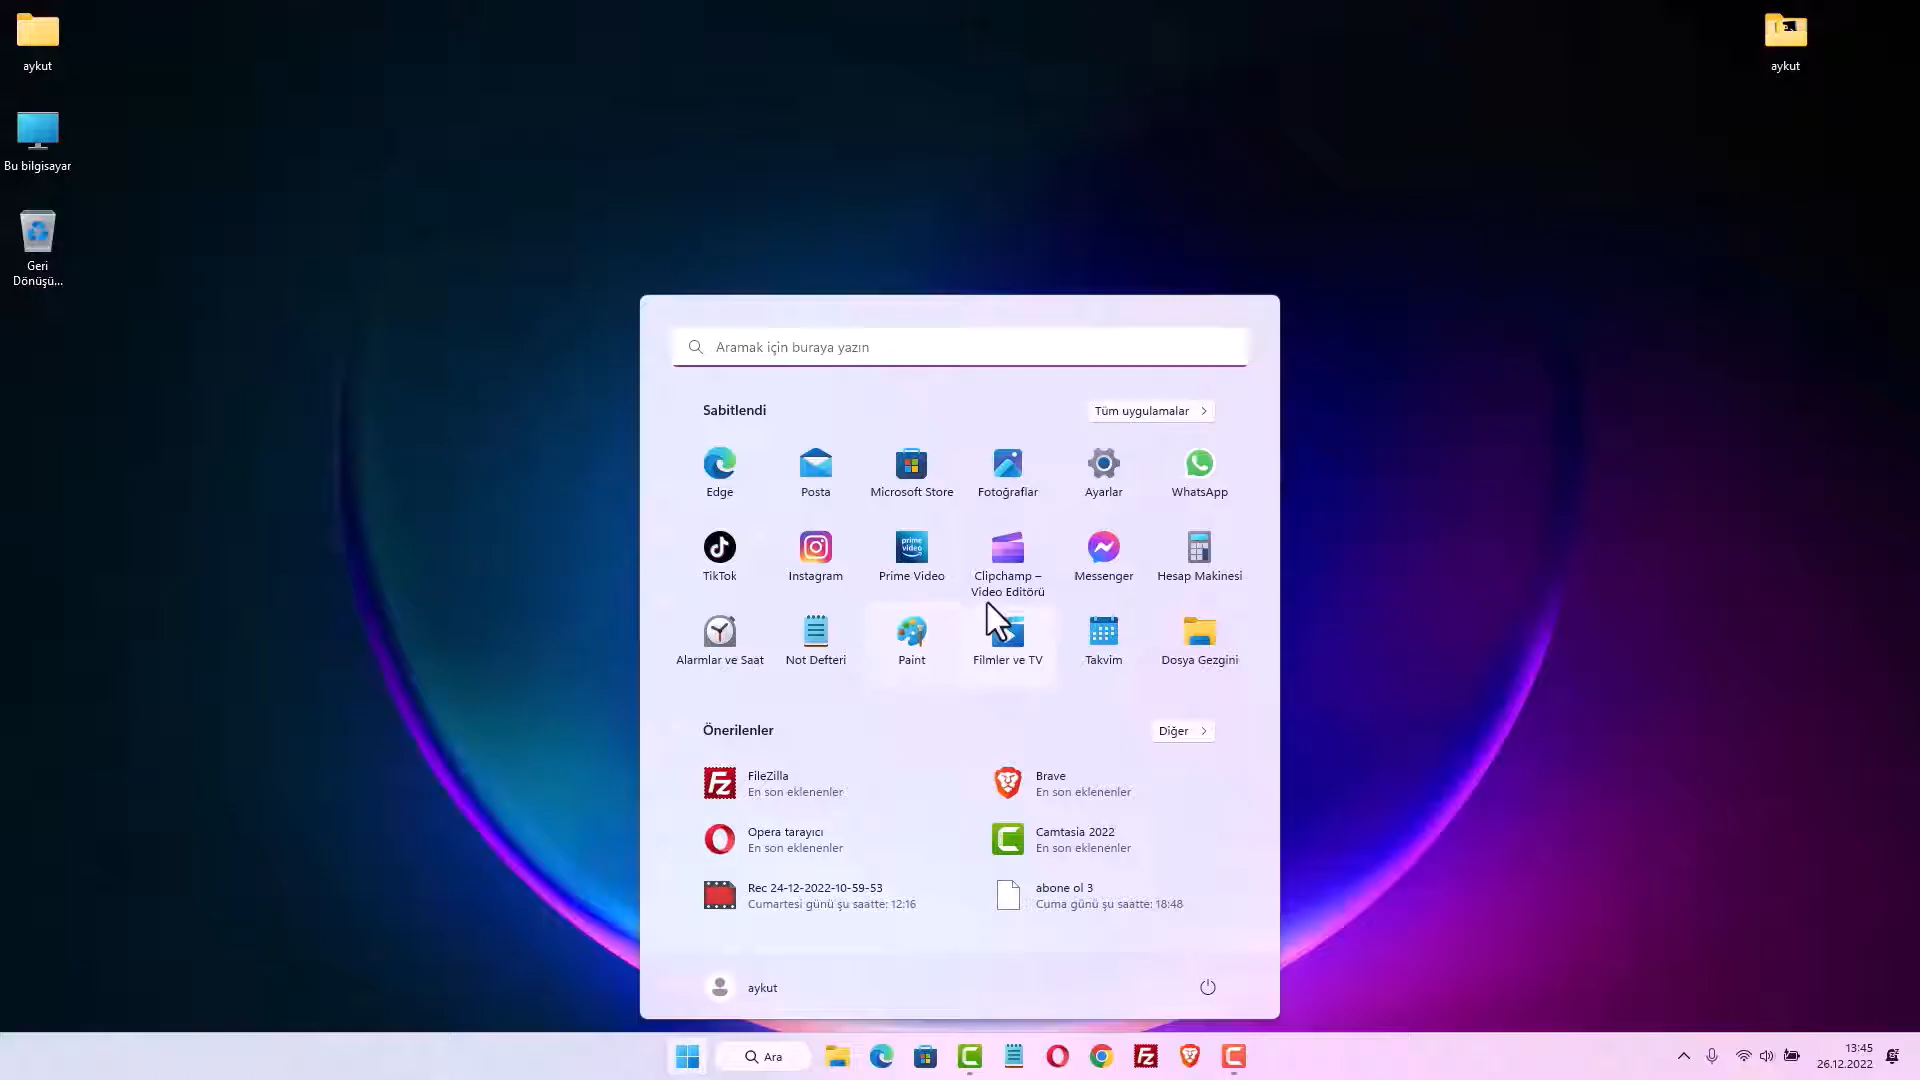 aykut
aykut
Bu bilgisayar
Geri
Dönüşü...
Aramak için buraya yazın
Sabitlendi
Tüm uygulamalar
Edge
Posta
Microsoft Store
Fotoğraflar
Ayarlar
WhatsApp
prime
video
TikTok
Instagram
Prime Video
Clipchamp –
Video Editörü
Messenger
Hesap Makinesi
Alarmlar ve Saat
Not Defteri
Paint
Filmler ve TV
Takvim
Dosya Gezgini
Önerilenler
Diğer
Fz
FileZilla
En son eklenenler
Brave
En son eklenenler
Opera tarayıcı
En son eklenenler
Camtasia 2022
En son eklenenler
Rec 24-12-2022-10-59-53
Cumartesi günü şu saatte: 12:16
abone ol 3
Cuma günü şu saatte: 18:48
aykut
Ara
Fz
13:45
26.12.2022